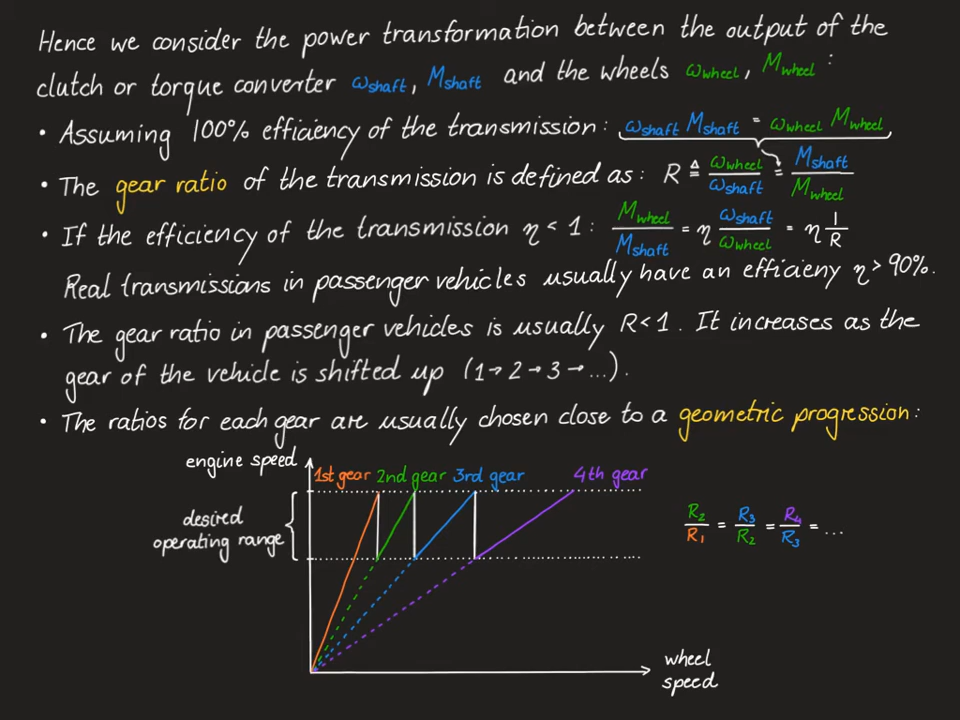 Hence we consider the power transformation between the output of the
clutch or torque converter ωshaft, Mshaft and the wheels ωwheel, Mwheel :
• Assuming 100% efficiency of the transmission: ωshaft Mshaft = ωwheel Mwheel
• The gear ratio of the transmission is defined as: R ≜ ωwheel/ωshaft = Mshaft/Mwheel
• If the efficiency of the transmission η < 1: Mwheel/Mshaft = η ωshaft/ωwheel = η 1/R
Real transmissions in passenger vehicles usually have an efficieny η > 90%.
• The gear ratio in passenger vehicles is usually R < 1. It increases as the
gear of the vehicle is shifted up (1→2→3→...).
• The ratios for each gear are usually chosen close to a geometric progression:
engine speed
1st gear 2nd gear 3rd gear 4th gear
desired
operating range
R2/R1 = R3/R2 = R4/R3 = ...
wheel
speed